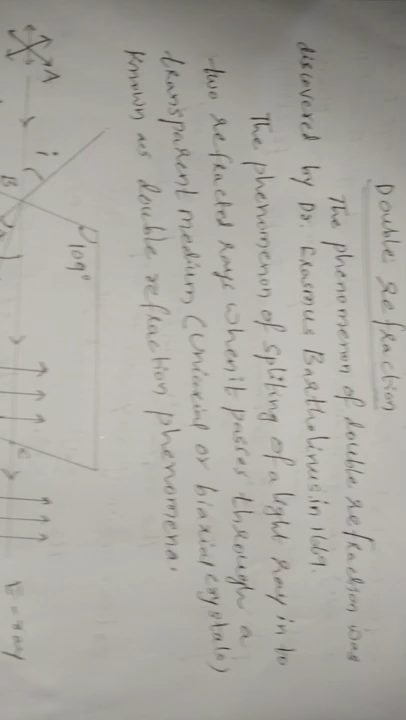 Double Refraction
The phenomenon of double refraction was
discovered by Dr. Erasmus Bartholinus in 1669.
The phenomenon of spliting of a light ray in to
two refracted rays when it passes through a
transparent medium (uniaxial or biaxial crystals)
known as double refraction phenomena.
A
i
B
109°
E-ray